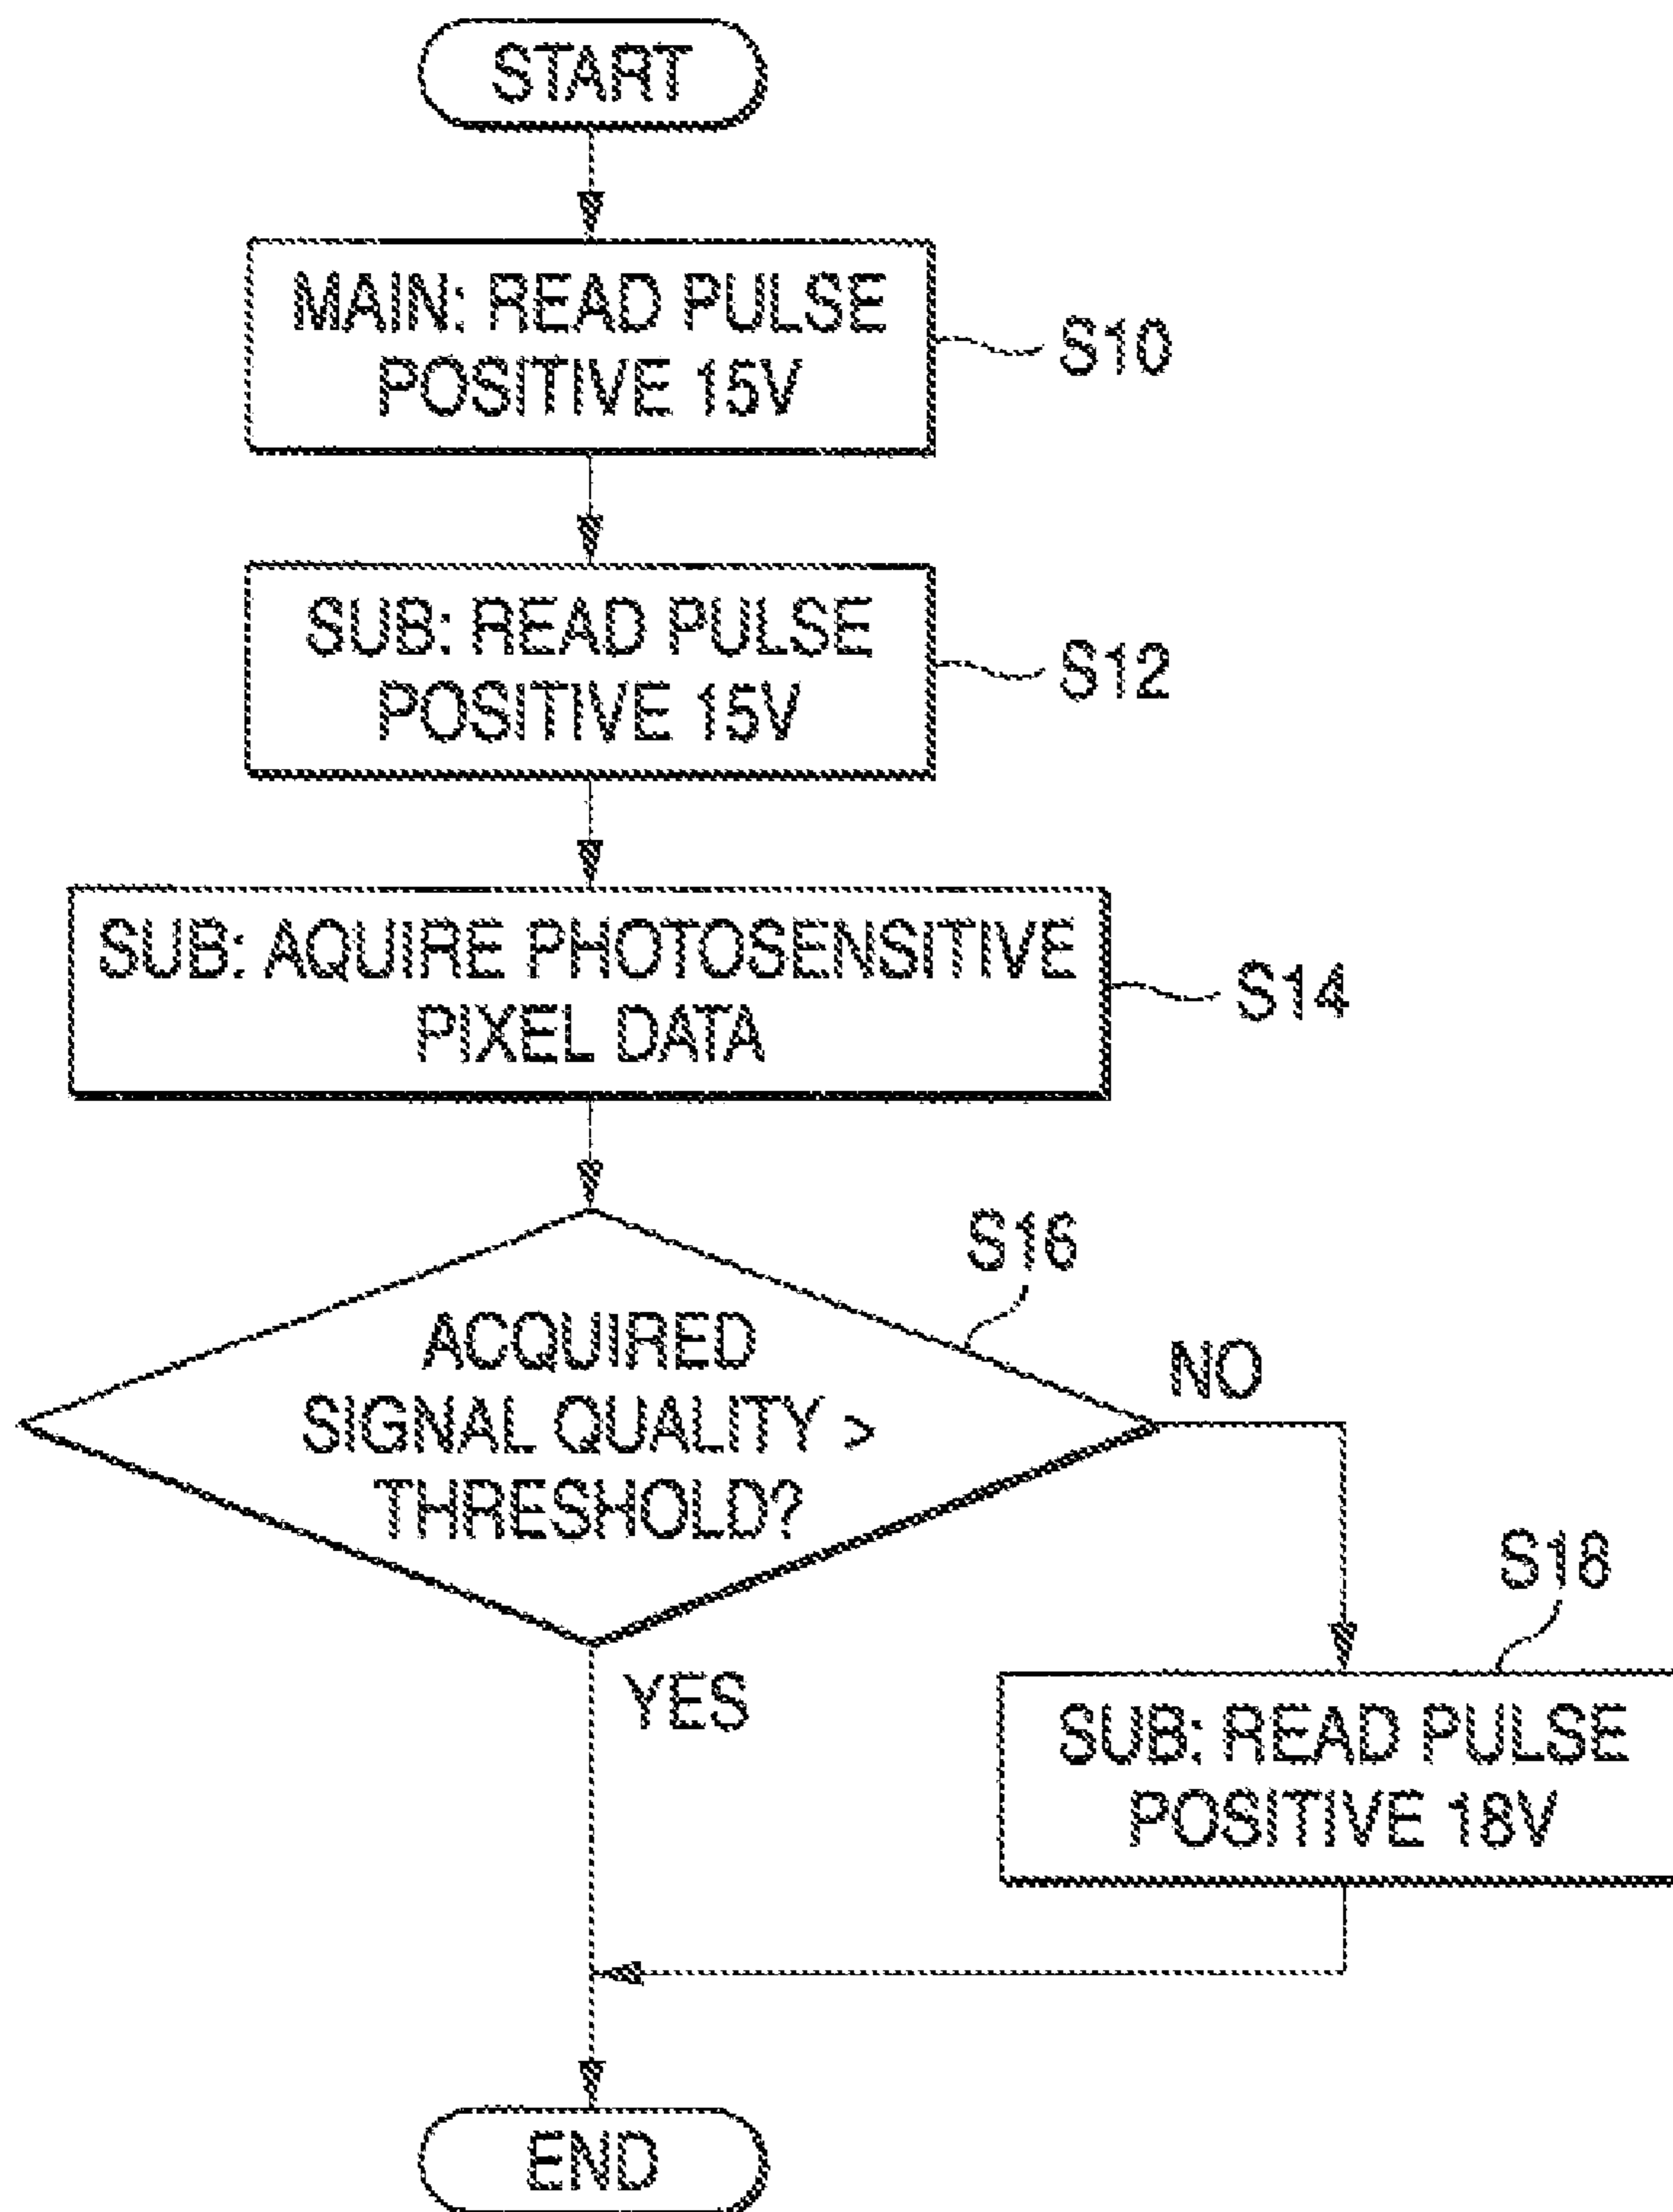 START
MAIN: READ PULSE
POSITIVE 15V
S10
SUB: READ PULSE
POSITIVE 15V
S12
SUB: AQUIRE PHOTOSENSITIVE
PIXEL DATA
S14
S16
ACQUIRED
SIGNAL QUALITY >
THRESHOLD?
NO
YES
S18
SUB: READ PULSE
POSITIVE 18V
END